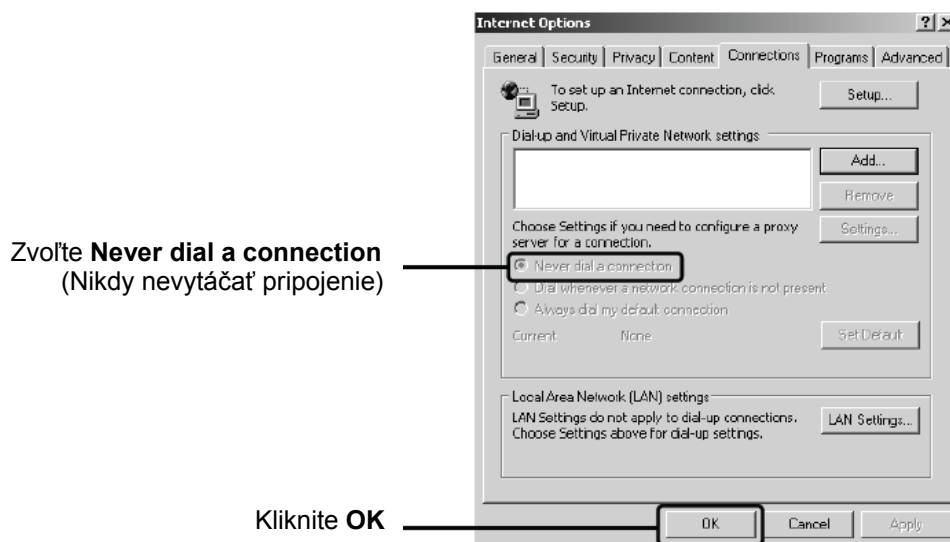 Internet Options
General Security Privacy Content Connections Programs Advanced
To set up an Internet connection, click
Setup.
Setup...
Dial-up and Virtual Private Network settings
Add...
Remove
Choose Settings if you need to configure a proxy
server for a connection.
Settings...
Zvoľte Never dial a connection
(Nikdy nevytáčať pripojenie)
Never dial a connection
Dial whenever a network connection is not present
Always dial my default connection
Current None
Set Default
Local Area Network (LAN) settings
LAN Settings do not apply to dial-up connections.
Choose Settings above for dial-up settings.
LAN Settings...
Kliknite OK
OK Cancel Apply